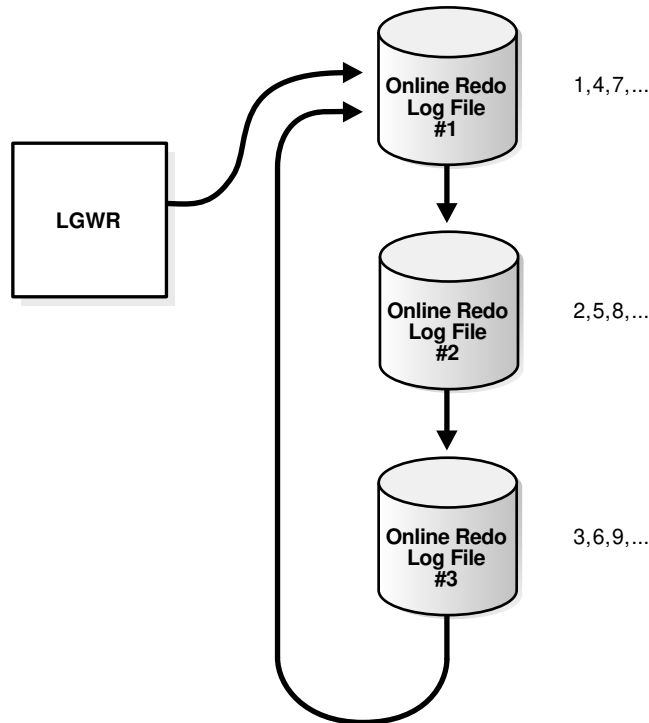 Online Redo
Log File
#1
1,4,7,...
LGWR
Online Redo
Log File
#2
2,5,8,...
Online Redo
Log File
#3
3,6,9,...